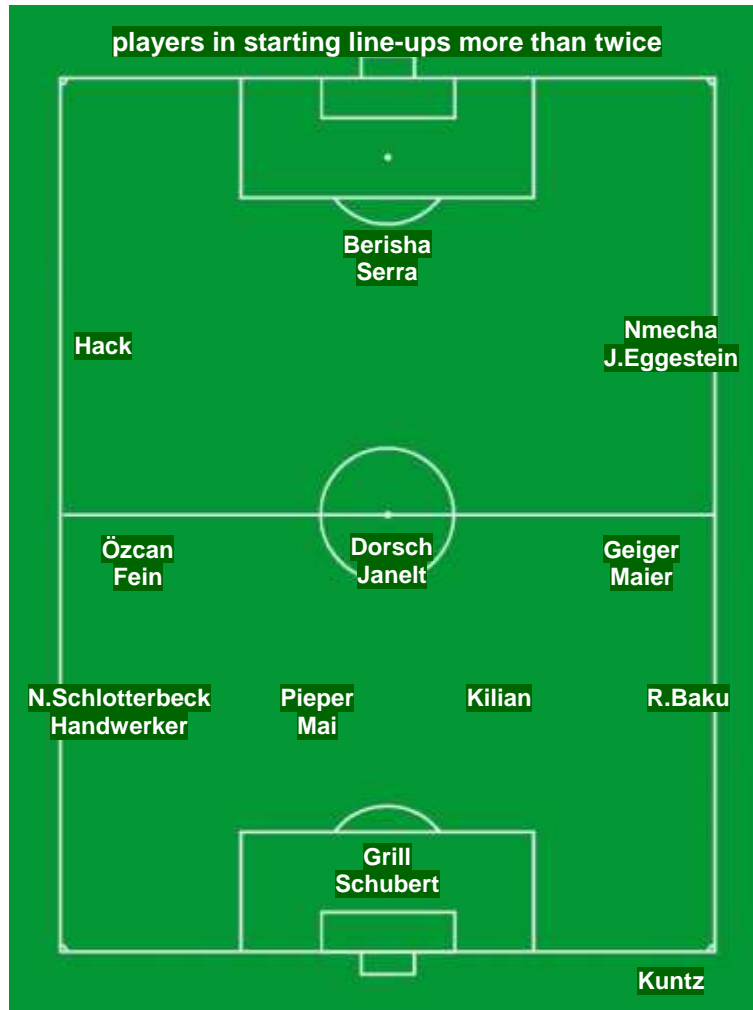 players in starting line-ups more than twice
Berisha
Serra
Hack
Nmecha
J.Eggestein
Özcan
Fein
Dorsch
Janelt
Geiger
Maier
N.Schlotterbeck
Handwerker
Pieper
Mai
Kilian
R.Baku
Grill
Schubert
Kuntz